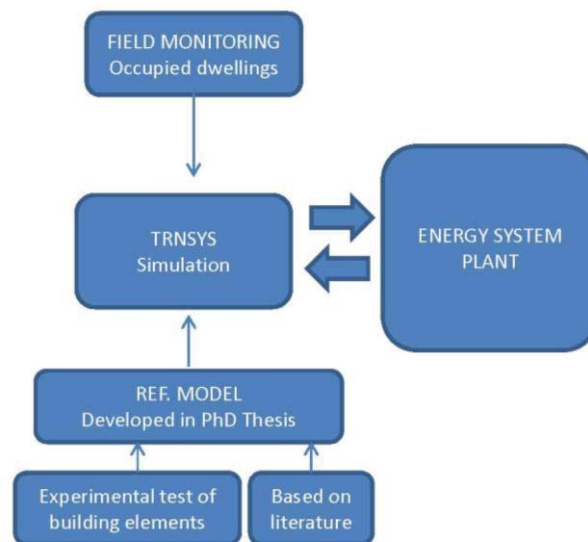 FIELD MONITORING
Occupied dwellings
TRNSYS
Simulation
ENERGY SYSTEM
PLANT
REF. MODEL
Developed in PhD Thesis
Experimental test of
building elements
Based on
literature